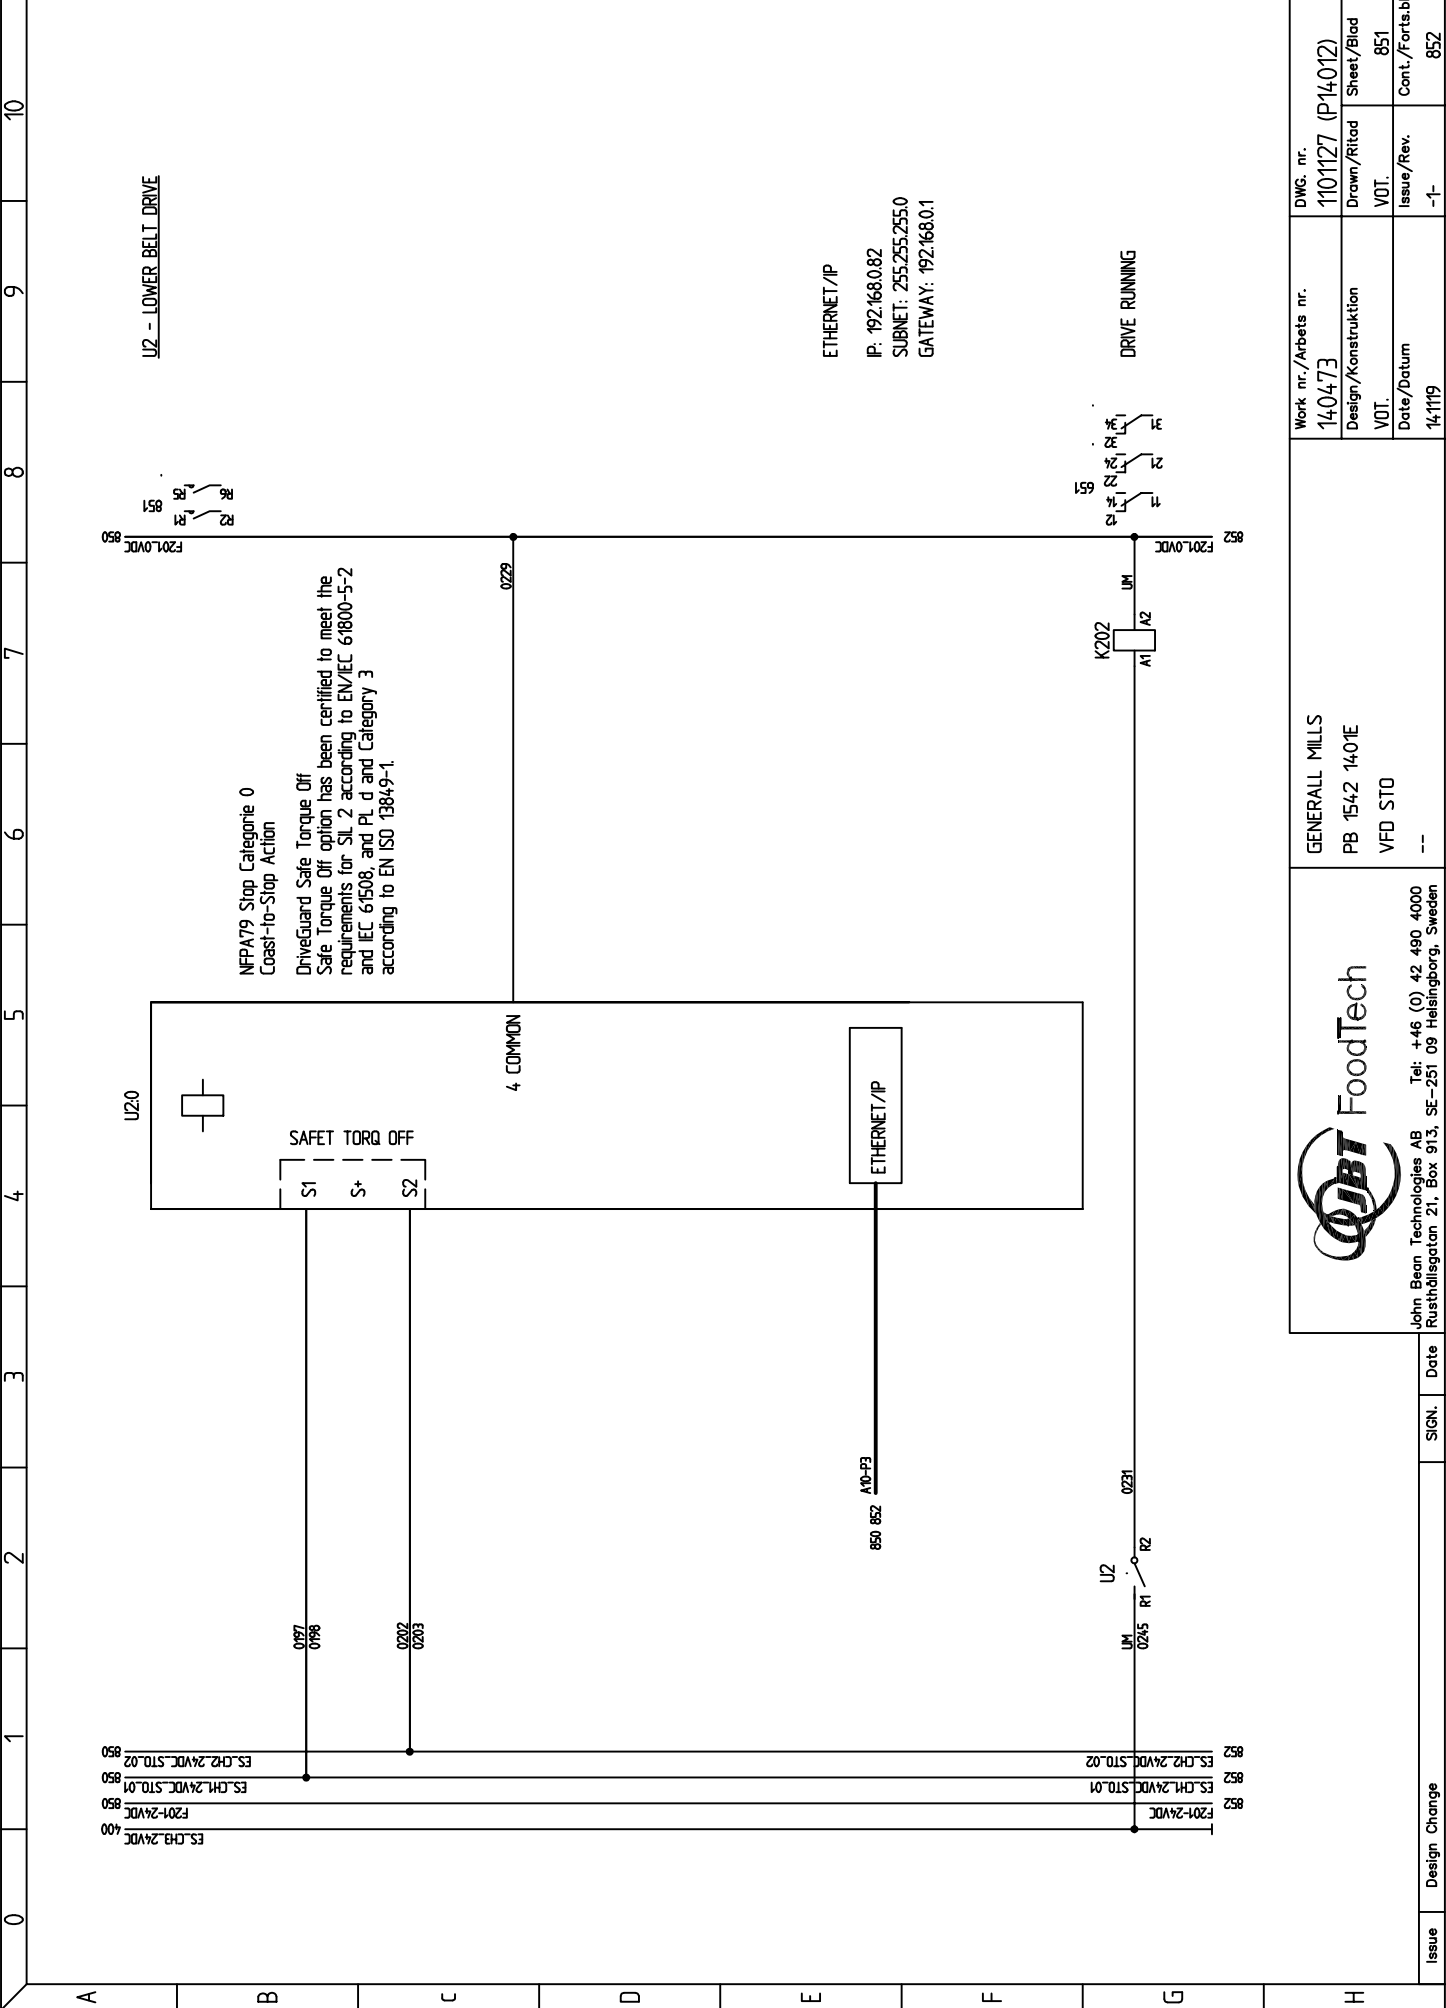 0 1 2 3 4 5 6 7 8 9 10
A
B
C
D
E
F
G
H
U2 - LOWER BELT DRIVE
850
ES_CH2_24VDC_STO_02
850
ES_CH1_24VDC_STO_01
850
F201-24VDC
400
ES_CH3_24VDC
850
F201_0VDC
851
R1 R2
R5 R6
U2:0
SAFET TORQ OFF
S1
S+
S2
0197
0198
0202
0203
NFPA79 Stop Categorie 0
Coast-to-Stop Action
DriveGuard Safe Torque Off
Safe Torque Off option has been certified to meet the
requirements for SIL 2 according to EN/IEC 61800-5-2
and IEC 61508, and PL d and Category 3
according to EN ISO 13849-1.
4 COMMON
0229
ETHERNET/IP
850 852
A10-P3
ETHERNET/IP
IP: 192.168.0.82
SUBNET: 255.255.255.0
GATEWAY: 192.168.0.1
U2
UM
0245
R1 R2
0231
K202
A1 A2
UM
651
12 14 11
22 24 21
32 34 31
DRIVE RUNNING
ES_CH2_24VDC_STO_02
852
ES_CH1_24VDC_STO_01
852
F201-24VDC
852
F201_0VDC
852
JBT FoodTech
John Bean Technologies AB Tel: +46 (0) 42 490 4000
Rusthållsgatan 21, Box 913, SE-251 09 Helsingborg, Sweden
GENERALL MILLS
PB 1542 1401E
VFD STO
--
Work nr./Arbets nr.
140473
DWG. nr.
1101127 (P14012)
Design/Konstruktion
VOT.
Drawn/Ritad
VOT.
Sheet/Blad
851
Date/Datum
141119
Issue/Rev.
-1-
Cont./Forts.bl
852
Issue
Design Change
SIGN.
Date